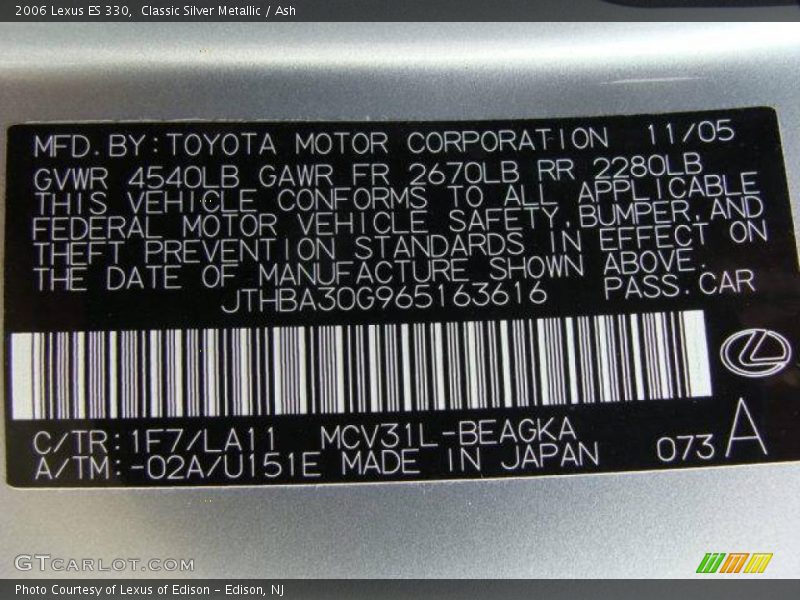 2006 Lexus ES 330,  Classic Silver Metallic / Ash
MFD. BY: TOYOTA MOTOR CORPORATION 11/05
GVWR 4540LB GAWR FR 2670LB RR 2280LB
THIS VEHICLE CONFORMS TO ALL APPLICABLE
FEDERAL MOTOR VEHICLE SAFETY, BUMPER, AND
THEFT PREVENTION STANDARDS IN EFFECT ON
THE DATE OF MANUFACTURE SHOWN ABOVE.
JTHBA30G965163616 PASS. CAR
C/TR: 1F7/LA11 MCV31L-BEAGKA
A/TM: -02A/U151E MADE IN JAPAN 073 A
GTCARLOT.COM
Photo Courtesy of Lexus of Edison - Edison, NJ